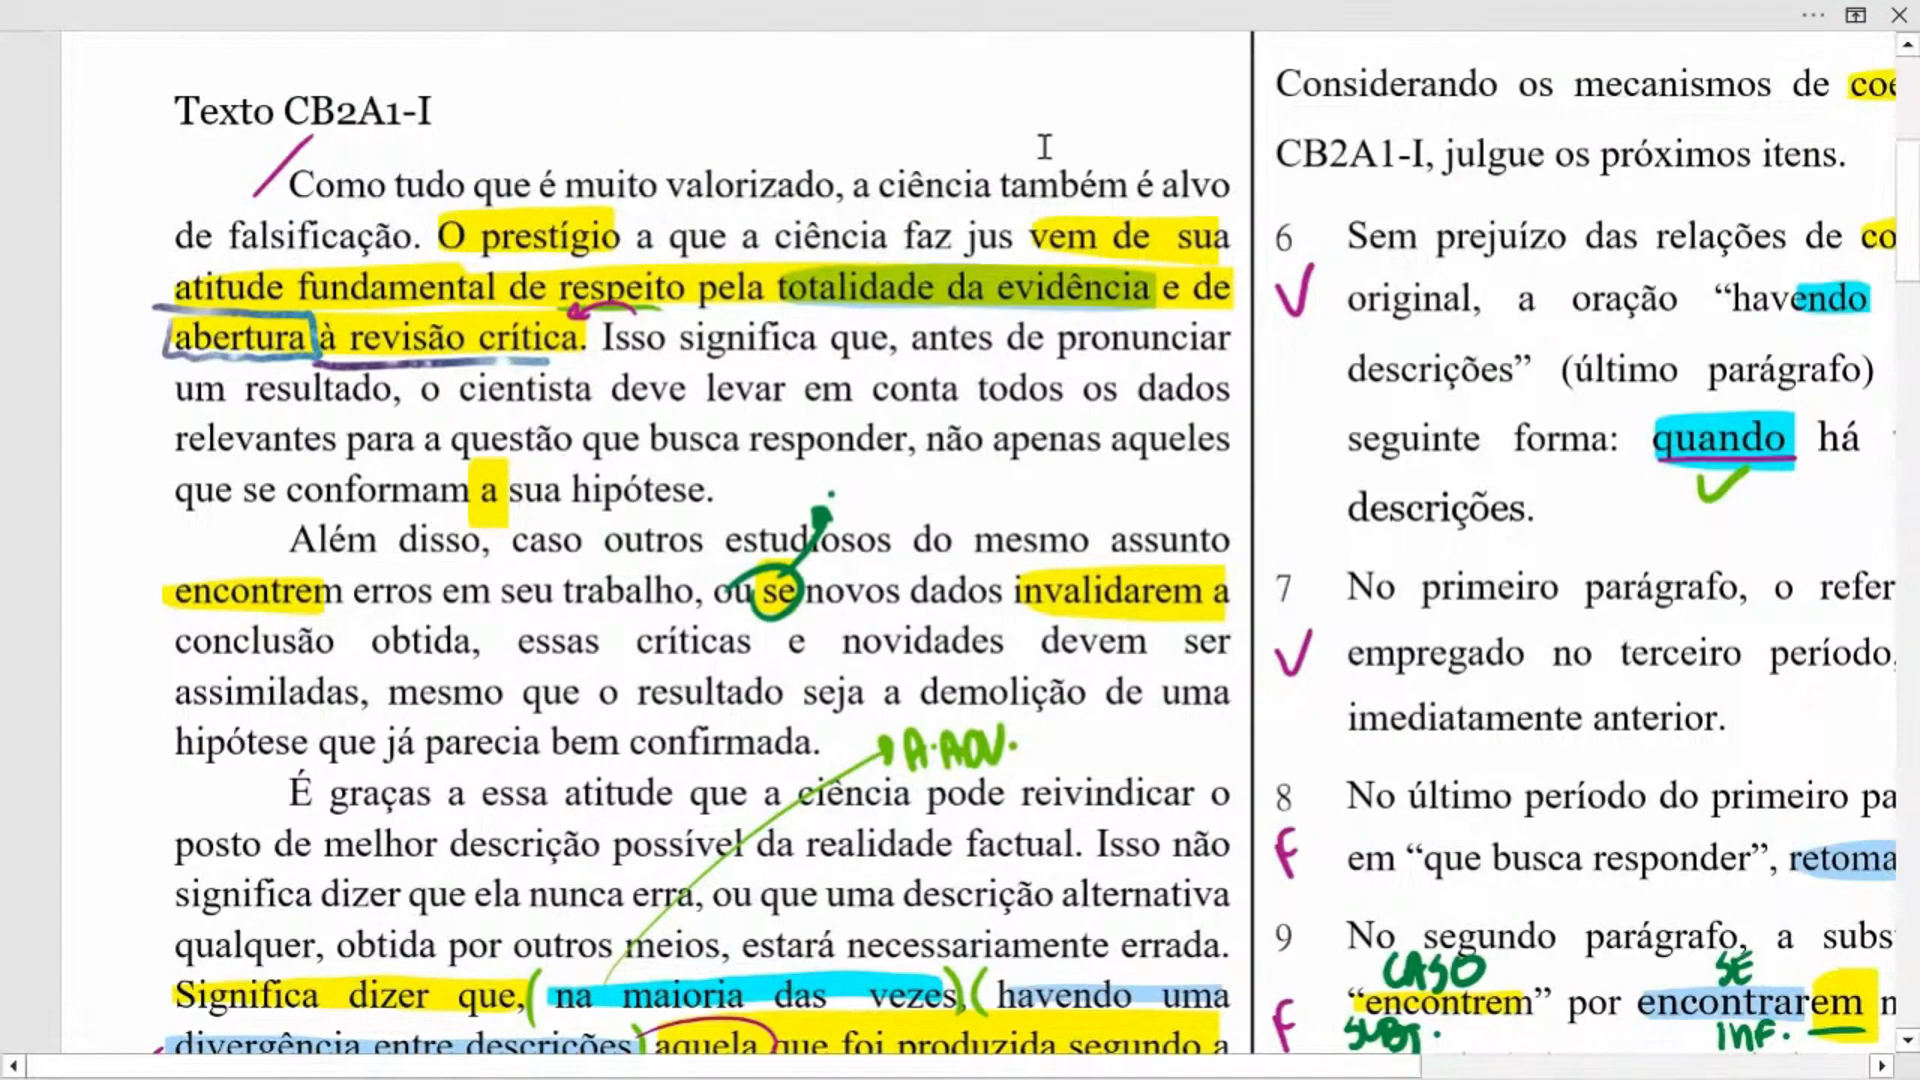 Texto CB2A1-I
Como tudo que é muito valorizado, a ciência também é alvo
de falsificação. O prestígio a que a ciência faz jus vem de sua
atitude fundamental de respeito pela totalidade da evidência e de
abertura à revisão crítica. Isso significa que, antes de pronunciar
um resultado, o cientista deve levar em conta todos os dados
relevantes para a questão que busca responder, não apenas aqueles
que se conformam a sua hipótese.
Além disso, caso outros estudiosos do mesmo assunto
encontrem erros em seu trabalho, ou se novos dados invalidarem a
conclusão obtida, essas críticas e novidades devem ser
assimiladas, mesmo que o resultado seja a demolição de uma
hipótese que já parecia bem confirmada.
A.ADV.
É graças a essa atitude que a ciência pode reivindicar o
posto de melhor descrição possível da realidade factual. Isso não
significa dizer que ela nunca erra, ou que uma descrição alternativa
qualquer, obtida por outros meios, estará necessariamente errada.
Significa dizer que, (na maioria das vezes), (havendo uma
divergência entre descrições) aquela que foi produzida segundo a
Considerando os mecanismos de coe
CB2A1-I, julgue os próximos itens.
6 Sem prejuízo das relações de co
original, a oração “havendo
descrições” (último parágrafo)
seguinte forma: quando há
descrições.
7 No primeiro parágrafo, o refer
empregado no terceiro período,
imediatamente anterior.
8 No último período do primeiro pa
F em “que busca responder”, retoma
9 No segundo parágrafo, a subs
CASO SE
F “encontrem” por encontrarem
SUBJ. INF.